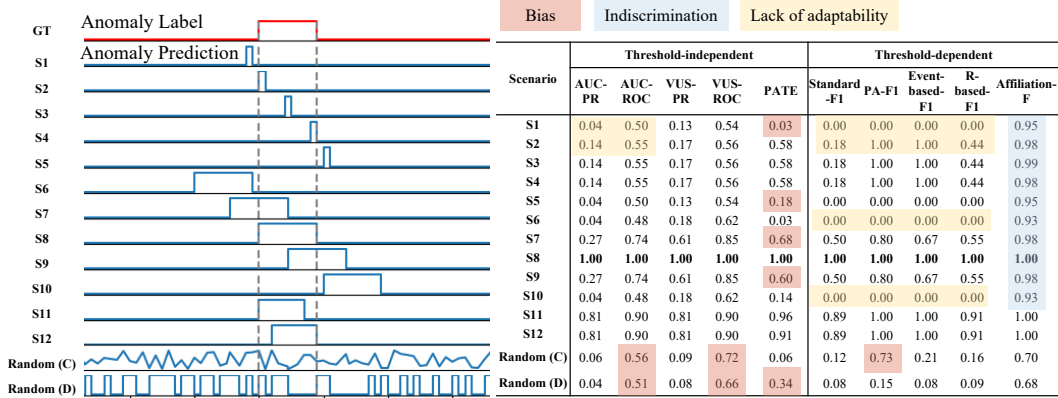 GT
Anomaly Label
Anomaly Prediction
S1
S2
S3
S4
S5
S6
S7
S8
S9
S10
S11
S12
Random (C)
Random (D)
Bias Indiscrimination Lack of adaptability
Scenario Threshold-independent Threshold-dependent
AUC-PR AUC-ROC VUS-PR VUS-ROC PATE Standard-F1 PA-F1 Event-based-F1 R-based-F1 Affiliation-F
S1 0.04 0.50 0.13 0.54 0.03 0.00 0.00 0.00 0.00 0.95
S2 0.14 0.55 0.17 0.56 0.58 0.18 1.00 1.00 0.44 0.98
S3 0.14 0.55 0.17 0.56 0.58 0.18 1.00 1.00 0.44 0.99
S4 0.14 0.55 0.17 0.56 0.58 0.18 1.00 1.00 0.44 0.98
S5 0.04 0.50 0.13 0.54 0.18 0.00 0.00 0.00 0.00 0.95
S6 0.04 0.48 0.18 0.62 0.03 0.00 0.00 0.00 0.00 0.93
S7 0.27 0.74 0.61 0.85 0.68 0.50 0.80 0.67 0.55 0.98
S8 1.00 1.00 1.00 1.00 1.00 1.00 1.00 1.00 1.00 1.00
S9 0.27 0.74 0.61 0.85 0.60 0.50 0.80 0.67 0.55 0.98
S10 0.04 0.48 0.18 0.62 0.14 0.00 0.00 0.00 0.00 0.93
S11 0.81 0.90 0.81 0.90 0.96 0.89 1.00 1.00 0.91 1.00
S12 0.81 0.90 0.81 0.90 0.91 0.89 1.00 1.00 0.91 1.00
Random (C) 0.06 0.56 0.09 0.72 0.06 0.12 0.73 0.21 0.16 0.70
Random (D) 0.04 0.51 0.08 0.66 0.34 0.08 0.15 0.08 0.09 0.68